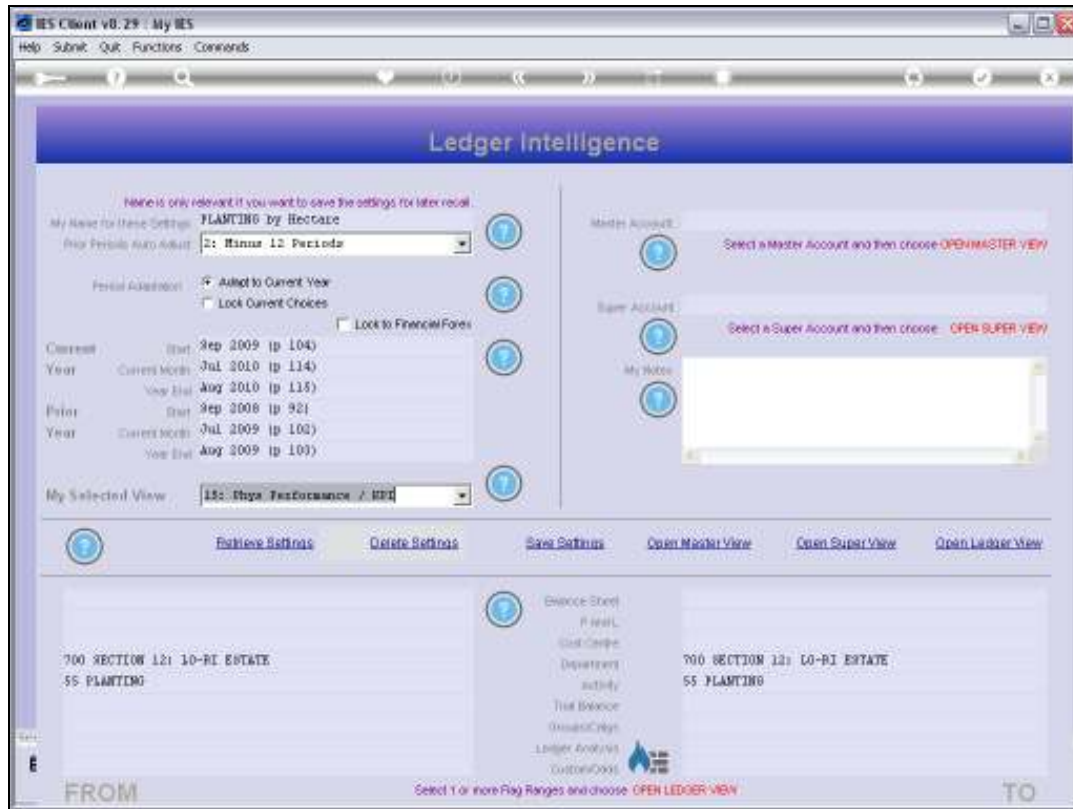 IES Client v8.29 : My IES
Help Submit Quit Functions Commands
Ledger Intelligence
Name is only relevant if you want to save the settings for later recall.
My Name for these Settings PLANTING by Hectare
Prior Periods Auto Adjust 2: Minus 12 Periods
Period Adaptation Adapt to Current Year
Lock Current Choices
Lock to Financial Forex
Current Start Sep 2009 (p 104)
Year Current Month Jul 2010 (p 114)
Year End Aug 2010 (p 115)
Prior Start Sep 2008 (p 92)
Year Current Month Jul 2009 (p 102)
Year End Aug 2009 (p 103)
My Selected View 15: Phys Performance / KPI
Master Account
Select a Master Account and then choose OPEN MASTER VIEW
Super Account
Select a Super Account and then choose OPEN SUPER VIEW
My Notes
Retrieve Settings Delete Settings Save Settings Open Master View Open Super View Open Ledger View
Balance Sheet
P and L
Cost Centre
700 SECTION 12: LO-RI ESTATE Department 700 SECTION 12: LO-RI ESTATE
55 PLANTING Activity 55 PLANTING
Trial Balance
Ledger Analysis
FROM Select 1 or more Flag Ranges and choose OPEN LEDGER VIEW TO